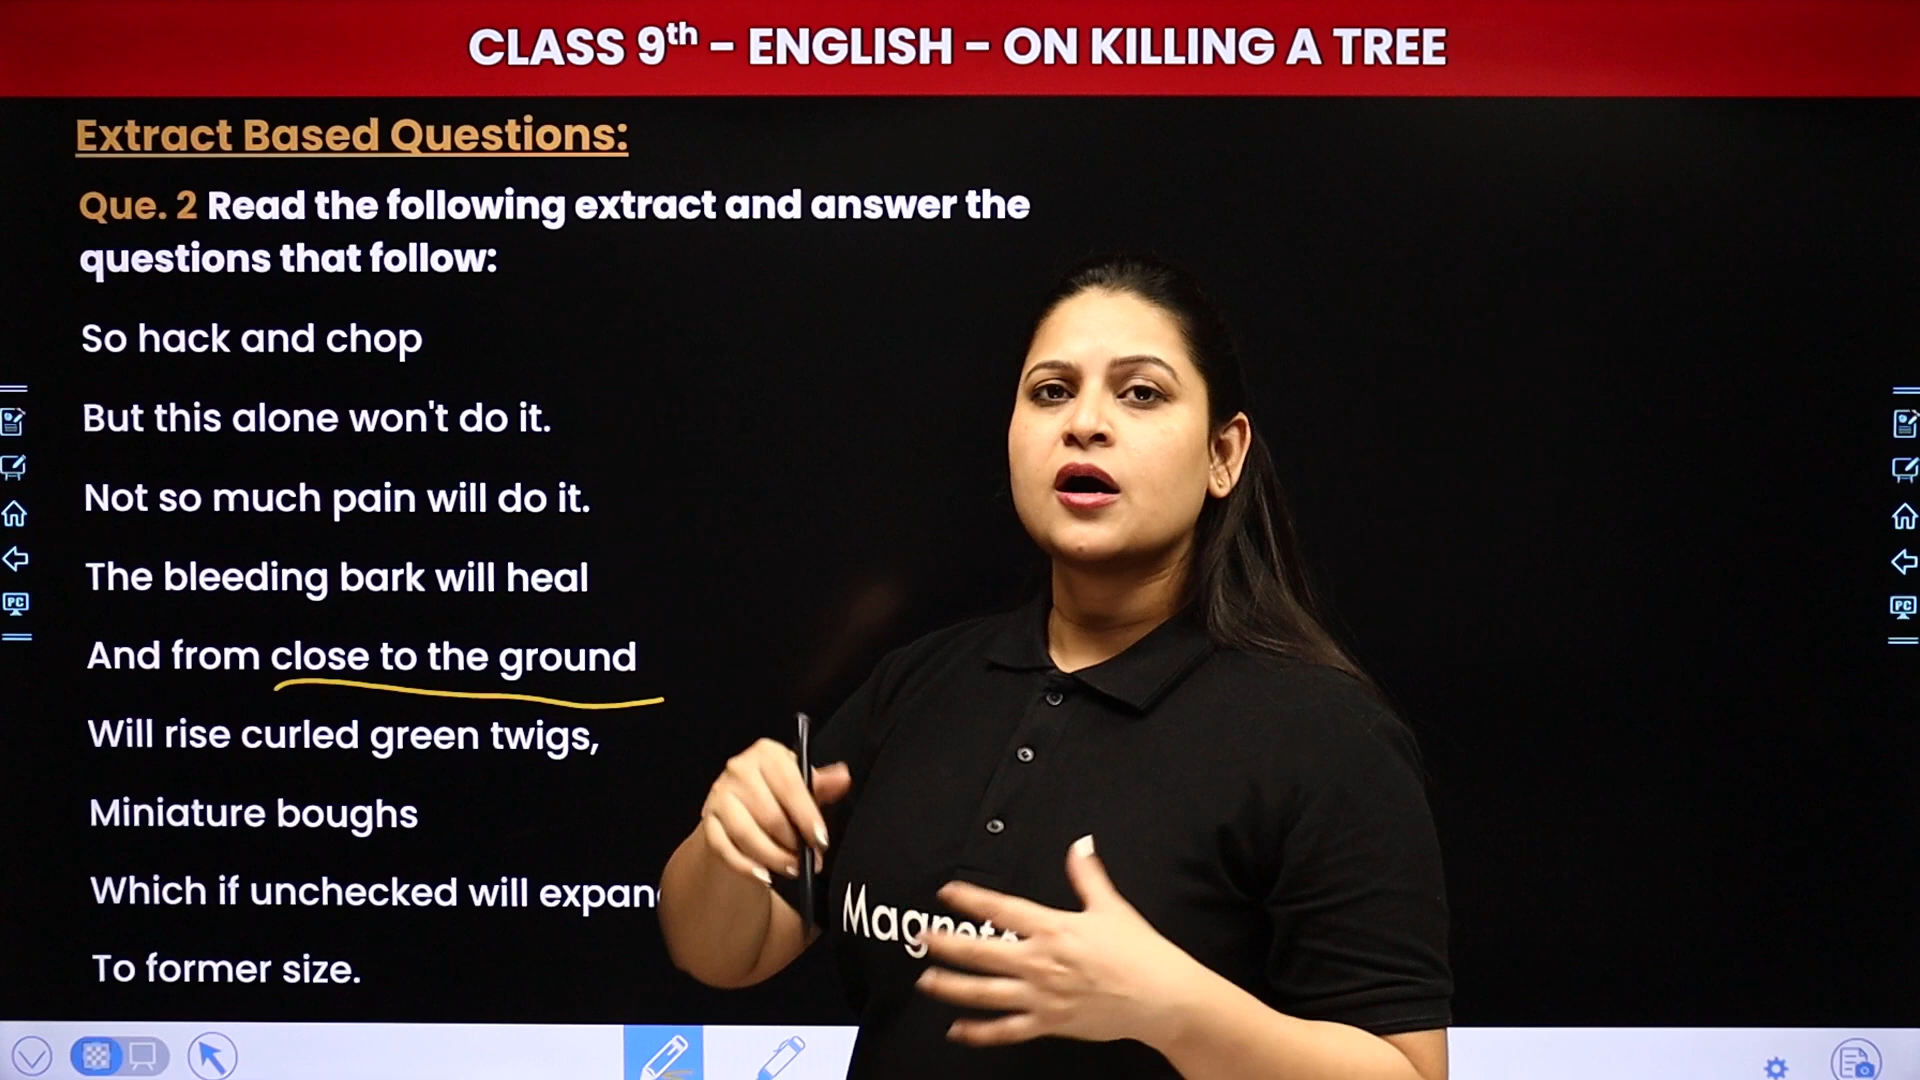 CLASS 9th - ENGLISH - ON KILLING A TREE
Extract Based Questions:
Que. 2 Read the following extract and answer the
questions that follow:
So hack and chop
But this alone won't do it.
Not so much pain will do it.
The bleeding bark will heal
And from close to the ground
Will rise curled green twigs,
Miniature boughs
Which if unchecked will
To former size.
PC
PC